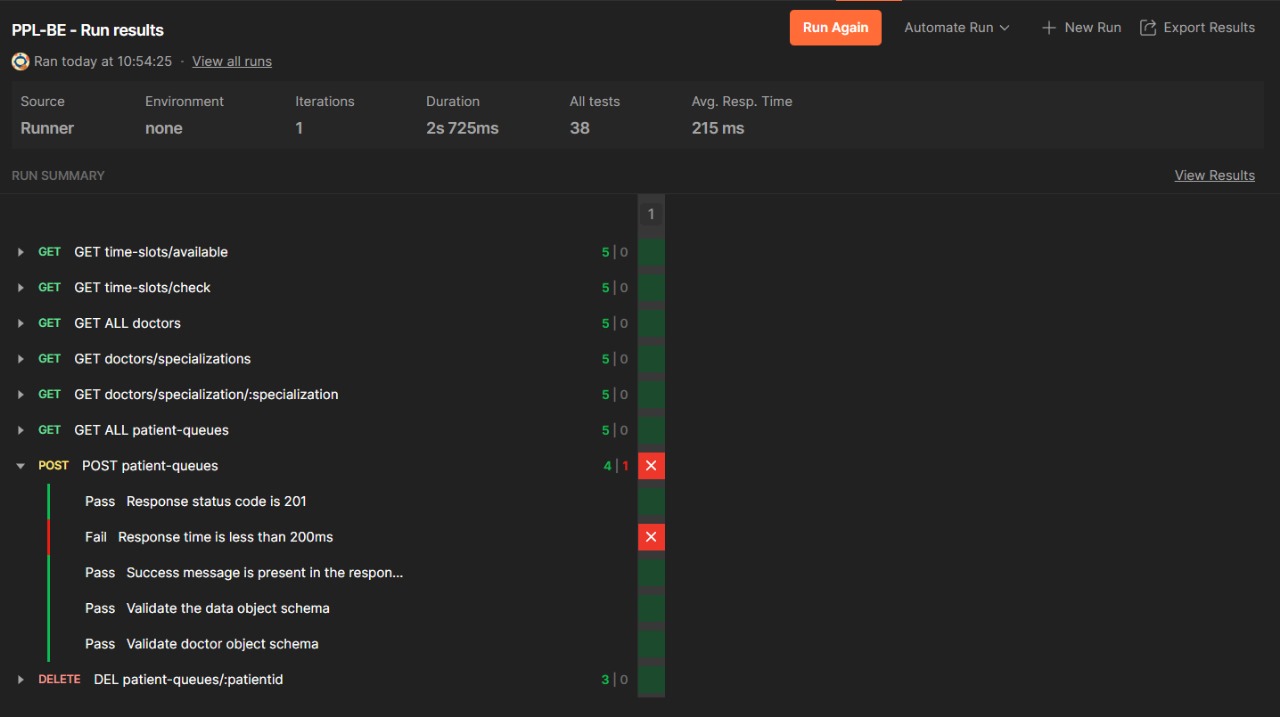 PPL-BE - Run results
Run Again Automate Run New Run Export Results
Ran today at 10:54:25 · View all runs
Source Environment Iterations Duration All tests Avg. Resp. Time
Runner none 1 2s 725ms 38 215 ms
RUN SUMMARY View Results
1
GET GET time-slots/available 5 | 0
GET GET time-slots/check 5 | 0
GET GET ALL doctors 5 | 0
GET GET doctors/specializations 5 | 0
GET GET doctors/specialization/:specialization 5 | 0
GET GET ALL patient-queues 5 | 0
POST POST patient-queues 4 | 1
Pass Response status code is 201
Fail Response time is less than 200ms
Pass Success message is present in the respon...
Pass Validate the data object schema
Pass Validate doctor object schema
DELETE DEL patient-queues/:patientid 3 | 0